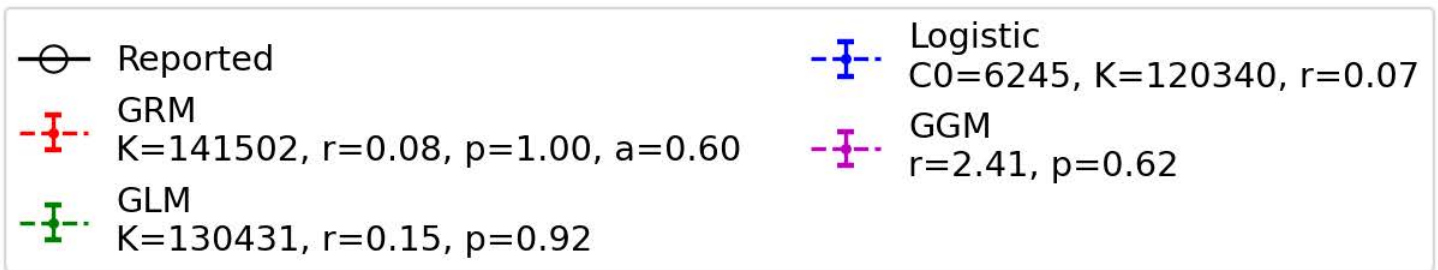 Reported
GRM
K=141502, r=0.08, p=1.00, a=0.60
GLM
K=130431, r=0.15, p=0.92
Logistic
C0=6245, K=120340, r=0.07
GGM
r=2.41, p=0.62